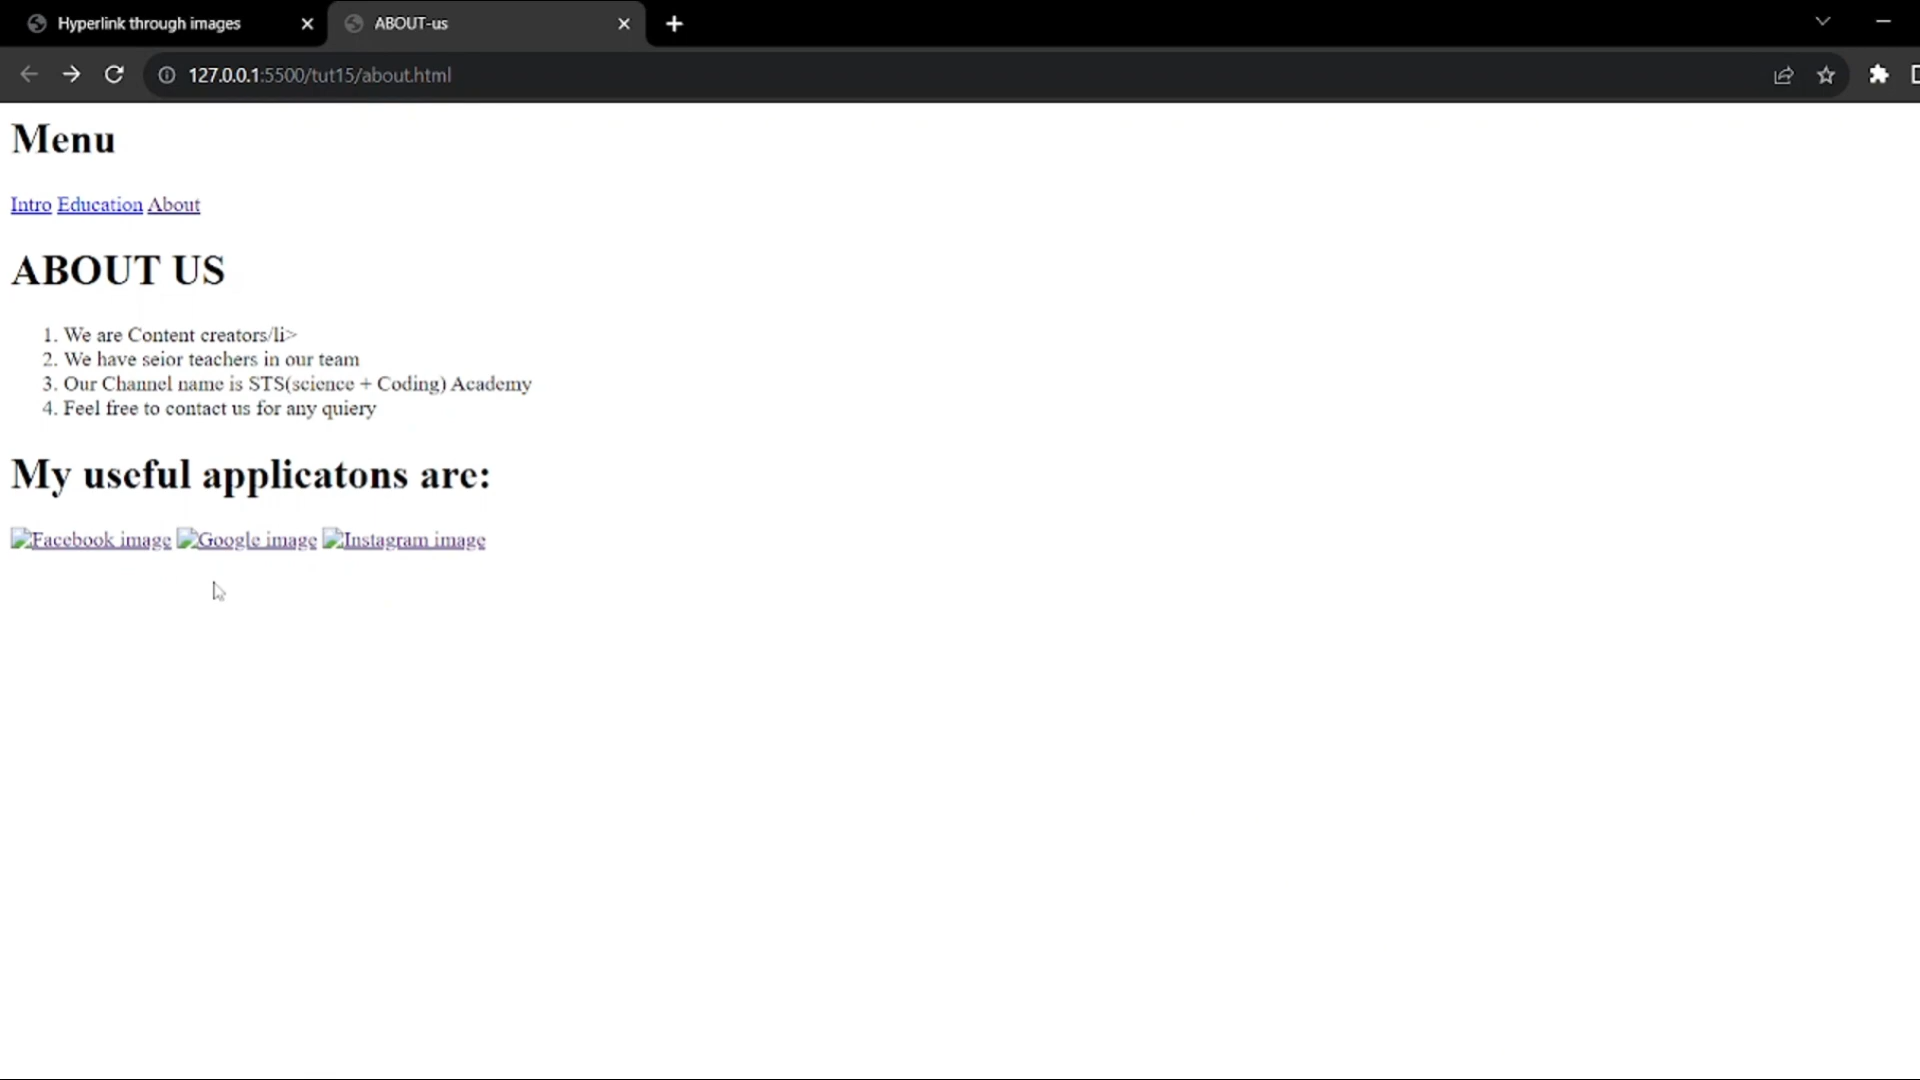 Hyperlink through images
ABOUT-us
127.0.0.1:5500/tut15/about.html
Menu
Intro Education About
ABOUT US
1. We are Content creators/li>
2. We have seior teachers in our team
3. Our Channel name is STS(science + Coding) Academy
4. Feel free to contact us for any quiery
My useful applicatons are:
Facebook image Google image Instagram image